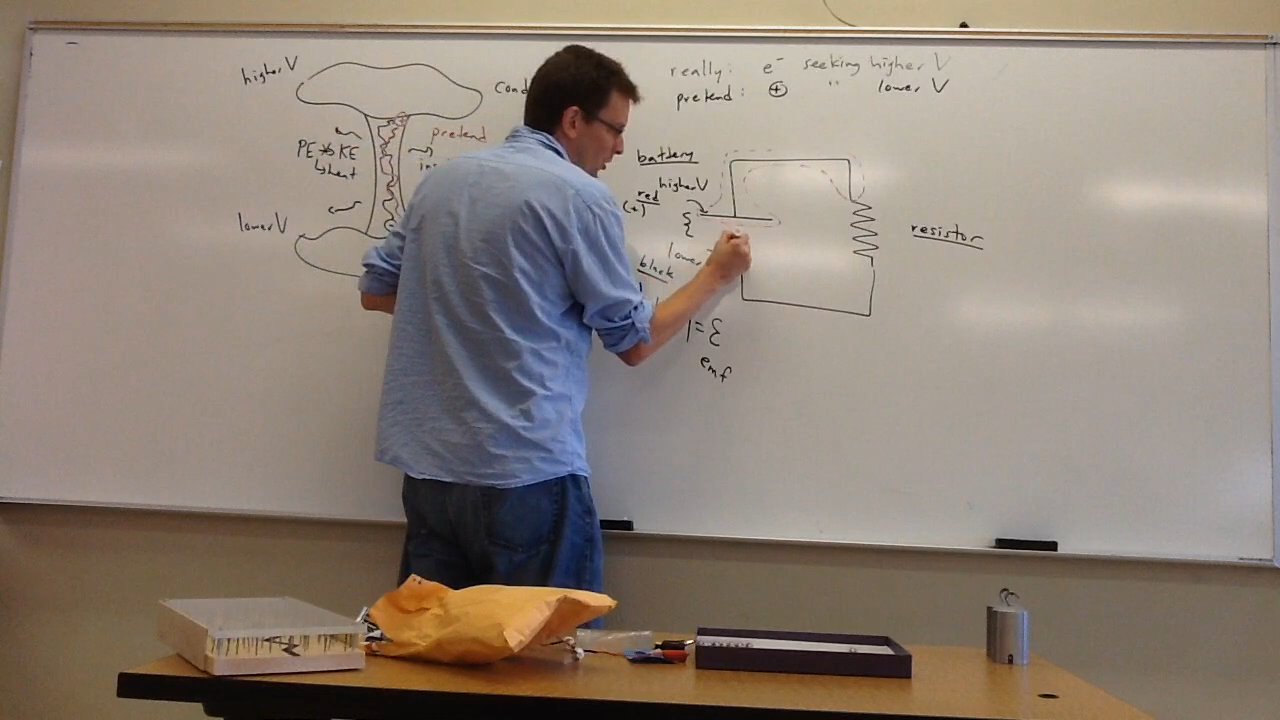 higher V
cond
PE → KE
↳ heat
pretend
lower V
really: e⁻ seeking higher V
pretend: ⊕ " lower V
battery
higher V
red
(+)
lower
black
= ε
emf
resistor